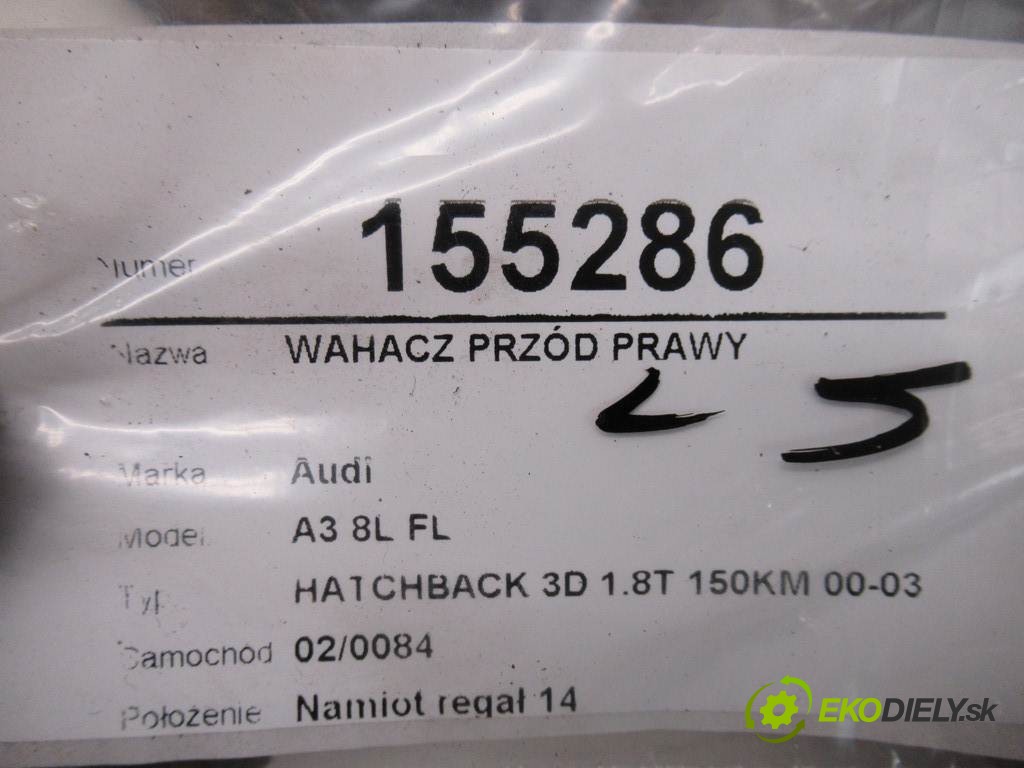 Numer 155286
Nazwa WAHACZ PRZÓD PRAWY
L 5
Marka Audi
Model A3 8L FL
Typ HATCHBACK 3D 1.8T 150KM 00-03
Samochód 02/0084
Położenie Namiot regał 14
EKODIELY.sk